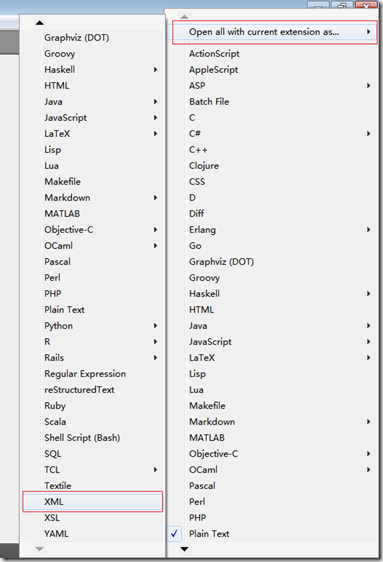 Graphviz (DOT)
Groovy
Haskell
HTML
Java
JavaScript
LaTeX
Lisp
Lua
Makefile
Markdown
MATLAB
Objective-C
OCaml
Pascal
Perl
PHP
Plain Text
Python
R
Rails
Regular Expression
reStructuredText
Ruby
Scala
Shell Script (Bash)
SQL
TCL
Textile
XML
XSL
YAML
Open all with current extension as...
ActionScript
AppleScript
ASP
Batch File
C
C#
C++
Clojure
CSS
D
Diff
Erlang
Go
Graphviz (DOT)
Groovy
Haskell
HTML
Java
JavaScript
LaTeX
Lisp
Lua
Makefile
Markdown
MATLAB
Objective-C
OCaml
Pascal
Perl
PHP
Plain Text